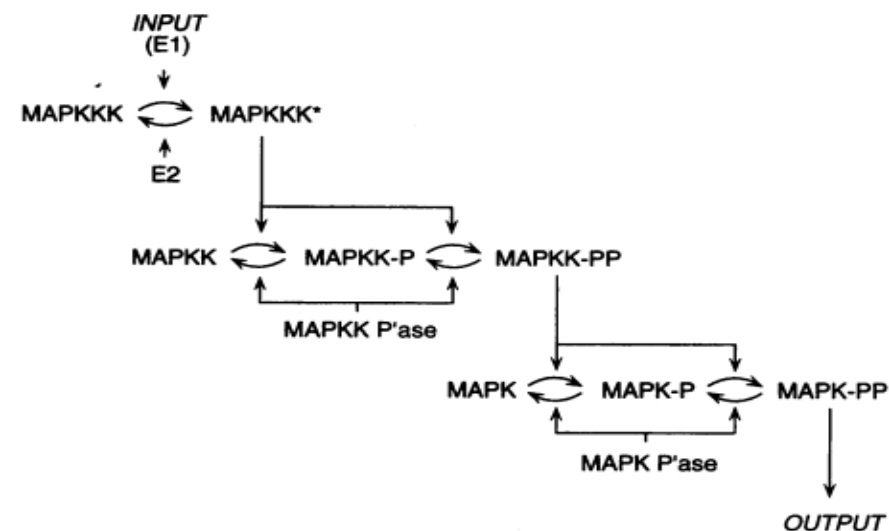 INPUT
(E1)
MAPKKK MAPKKK*
E2
MAPKK MAPKK-P MAPKK-PP
MAPKK P'ase
MAPK MAPK-P MAPK-PP
MAPK P'ase
OUTPUT